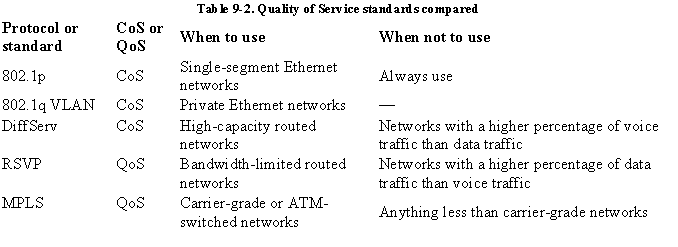 Table 9-2. Quality of Service standards compared
Protocol or standard CoS or QoS When to use When not to use
802.1p CoS Single-segment Ethernet networks Always use
802.1q VLAN CoS Private Ethernet networks —
DiffServ CoS High-capacity routed networks Networks with a higher percentage of voice traffic than data traffic
RSVP QoS Bandwidth-limited routed networks Networks with a higher percentage of data traffic than voice traffic
MPLS QoS Carrier-grade or ATM-switched networks Anything less than carrier-grade networks